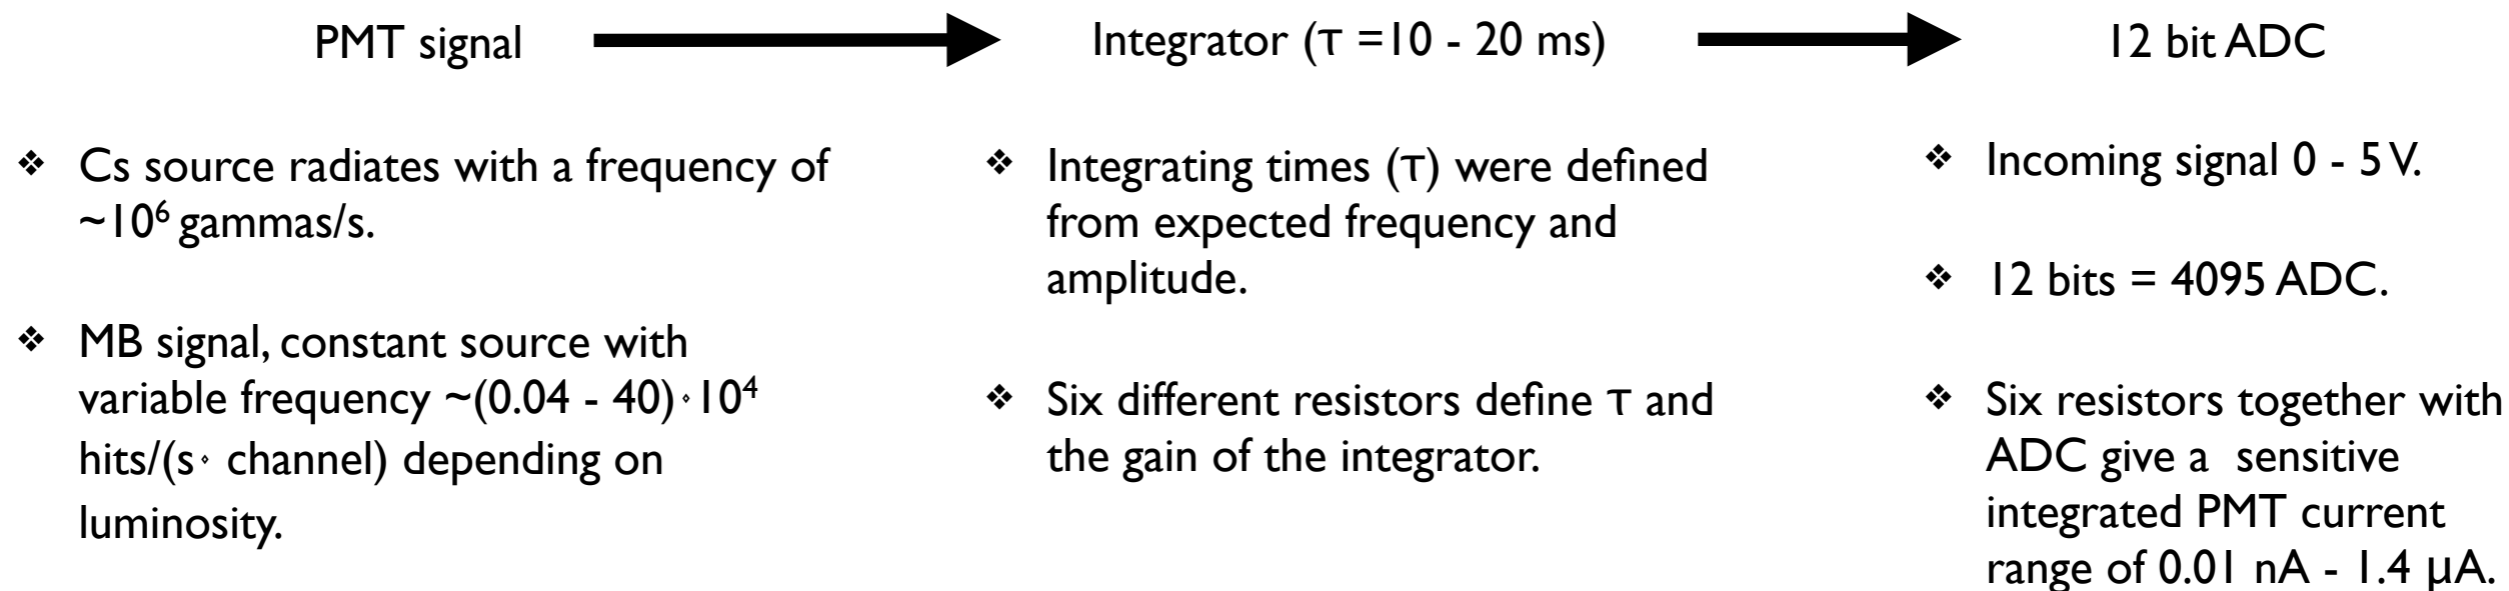 PMT signal
Integrator (τ =10 - 20 ms)
12 bit ADC
❖ Cs source radiates with a frequency of
~10⁶ gammas/s.
❖ MB signal, constant source with
variable frequency ~(0.04 - 40)⋄10⁴
hits/(s⋄ channel) depending on
luminosity.
❖ Integrating times (τ) were defined
from expected frequency and
amplitude.
❖ Six different resistors define τ and
the gain of the integrator.
❖ Incoming signal 0 - 5 V.
❖ 12 bits = 4095 ADC.
❖ Six resistors together with
ADC give a sensitive
integrated PMT current
range of 0.01 nA - 1.4 µA.